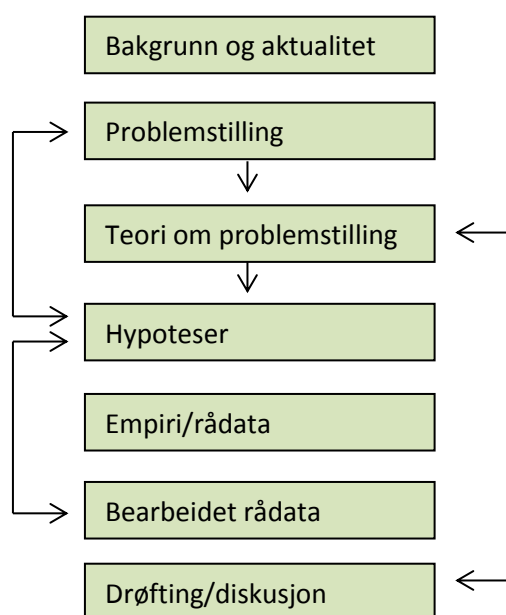 Bakgrunn og aktualitet
Problemstilling
Teori om problemstilling
Hypoteser
Empiri/rådata
Bearbeidet rådata
Drøfting/diskusjon